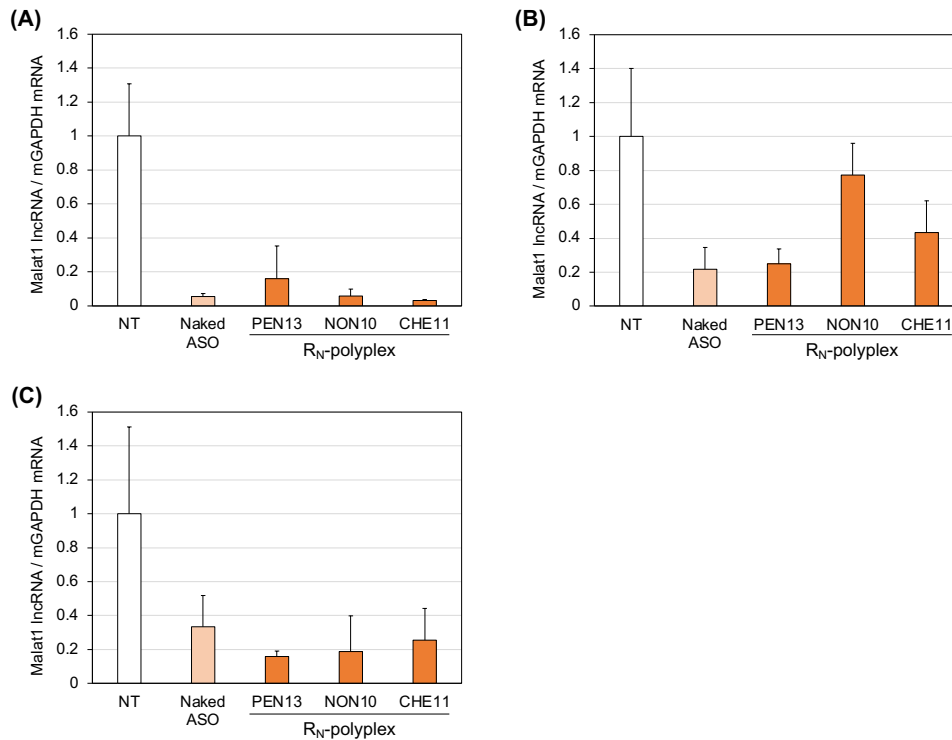 (A)
Malat1 lncRNA / mGAPDH mRNA
1.6
1.4
1.2
1
0.8
0.6
0.4
0.2
0
NT
Naked
ASO
PEN13
NON10
CHE11
R_N-polyplex
(B)
Malat1 lncRNA / mGAPDH mRNA
1.6
1.4
1.2
1
0.8
0.6
0.4
0.2
0
NT
Naked
ASO
PEN13
NON10
CHE11
R_N-polyplex
(C)
Malat1 lncRNA / mGAPDH mRNA
1.6
1.4
1.2
1
0.8
0.6
0.4
0.2
0
NT
Naked
ASO
PEN13
NON10
CHE11
R_N-polyplex